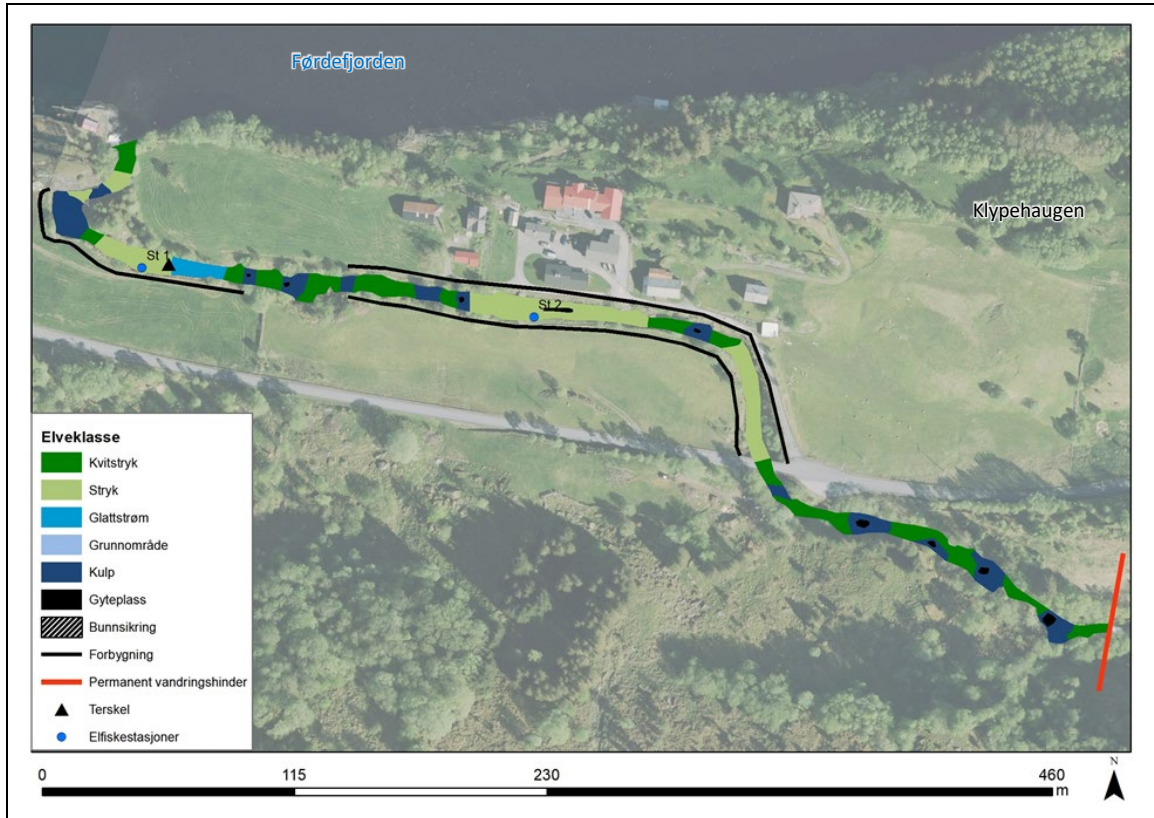 Førdefjorden
Klypehaugen
St 1
St 2
Elveklasse
Kvitstryk
Stryk
Glattstrøm
Grunnområde
Kulp
Gyteplass
Bunnsikring
Forbygning
Permanent vandringshinder
Terskel
Elfiskestasjoner
0
115
230
460
m
N